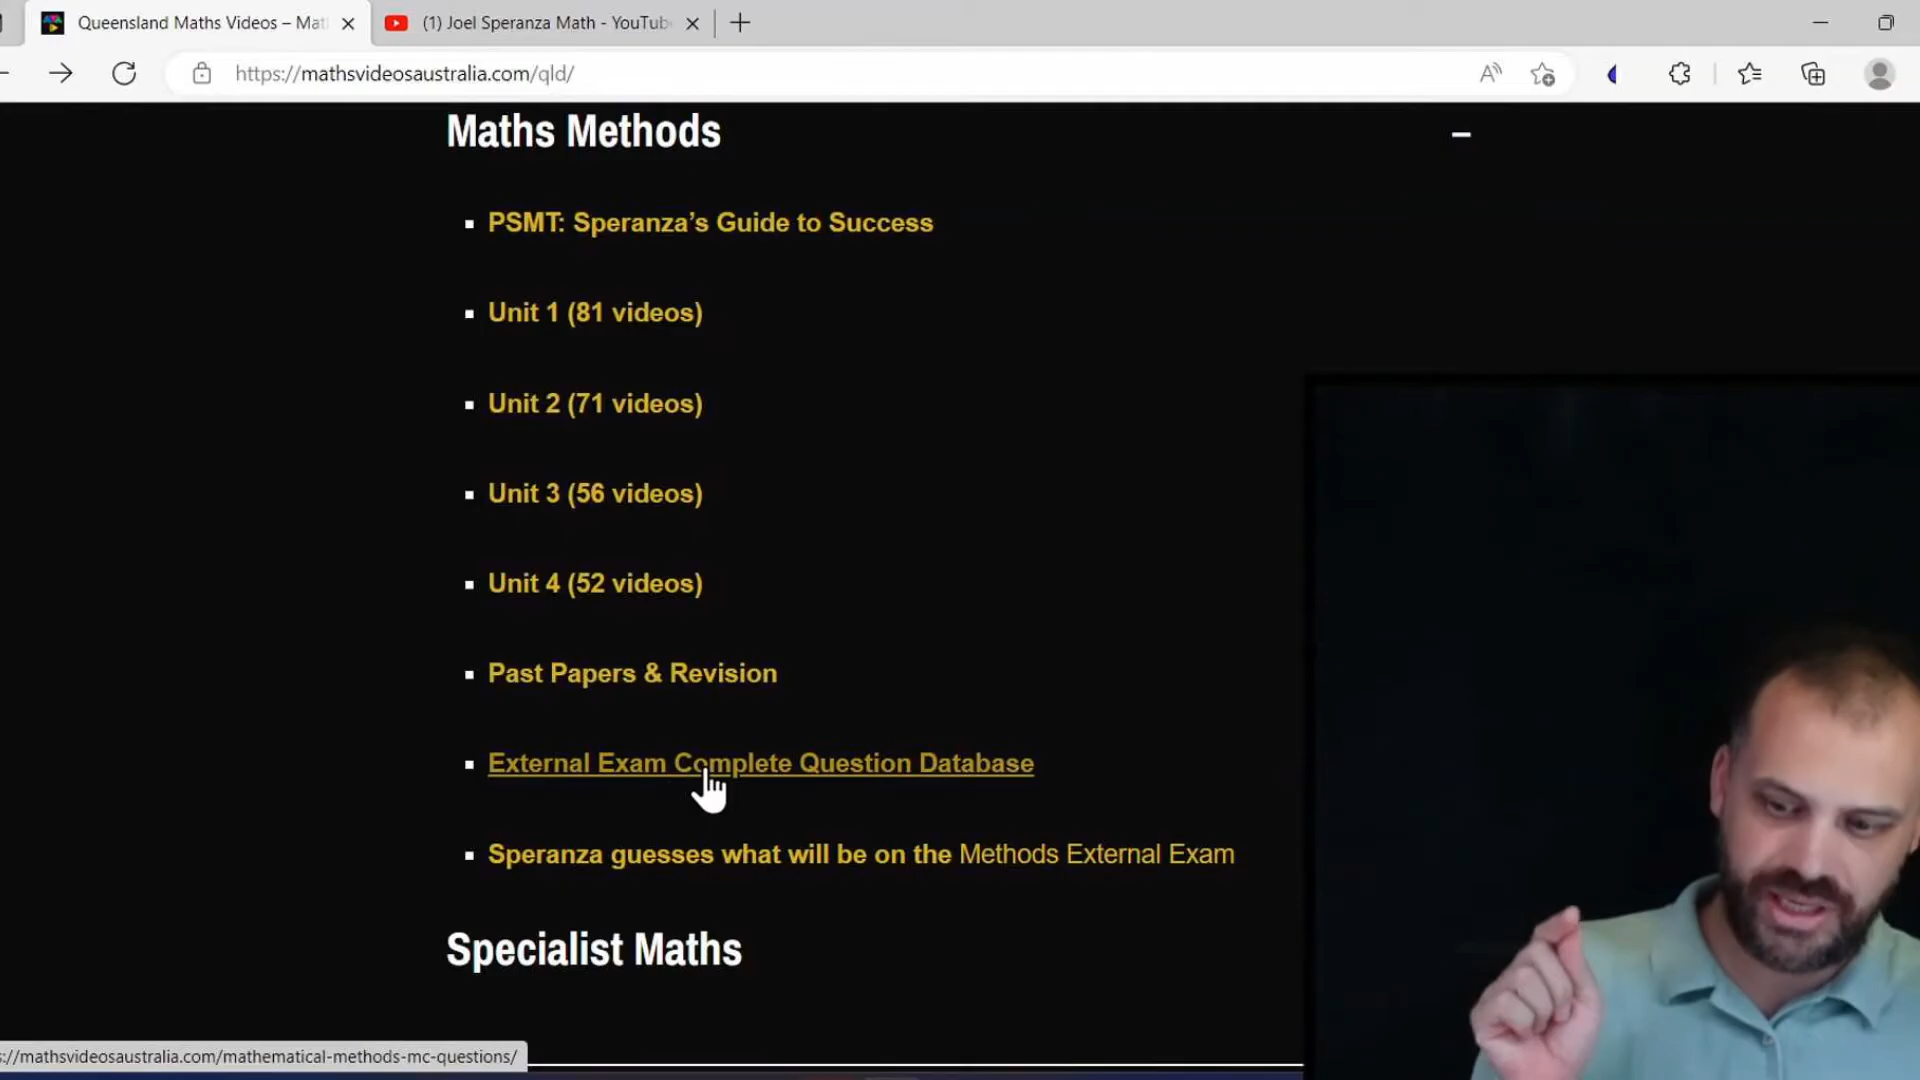 Queensland Maths Videos – Mat
(1) Joel Speranza Math - YouTub
https://mathsvideosaustralia.com/qld/
Maths Methods
PSMT: Speranza’s Guide to Success
Unit 1 (81 videos)
Unit 2 (71 videos)
Unit 3 (56 videos)
Unit 4 (52 videos)
Past Papers & Revision
External Exam Complete Question Database
Speranza guesses what will be on the Methods External Exam
Specialist Maths
s://mathsvideosaustralia.com/mathematical-methods-mc-questions/